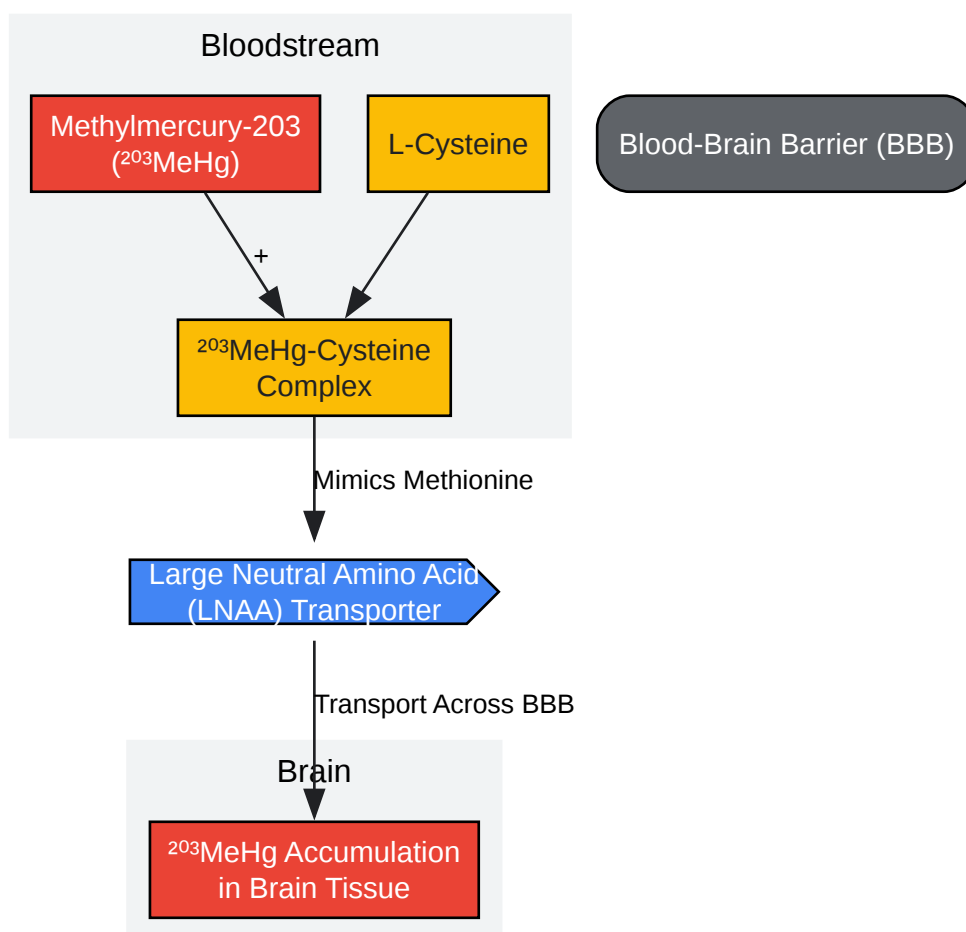 Bloodstream
Methylmercury-203
(²⁰³MeHg)
L-Cysteine
Blood-Brain Barrier (BBB)
+
²⁰³MeHg-Cysteine
Complex
Mimics Methionine
Large Neutral Amino Acid
(LNAA) Transporter
Transport Across BBB
Brain
²⁰³MeHg Accumulation
in Brain Tissue